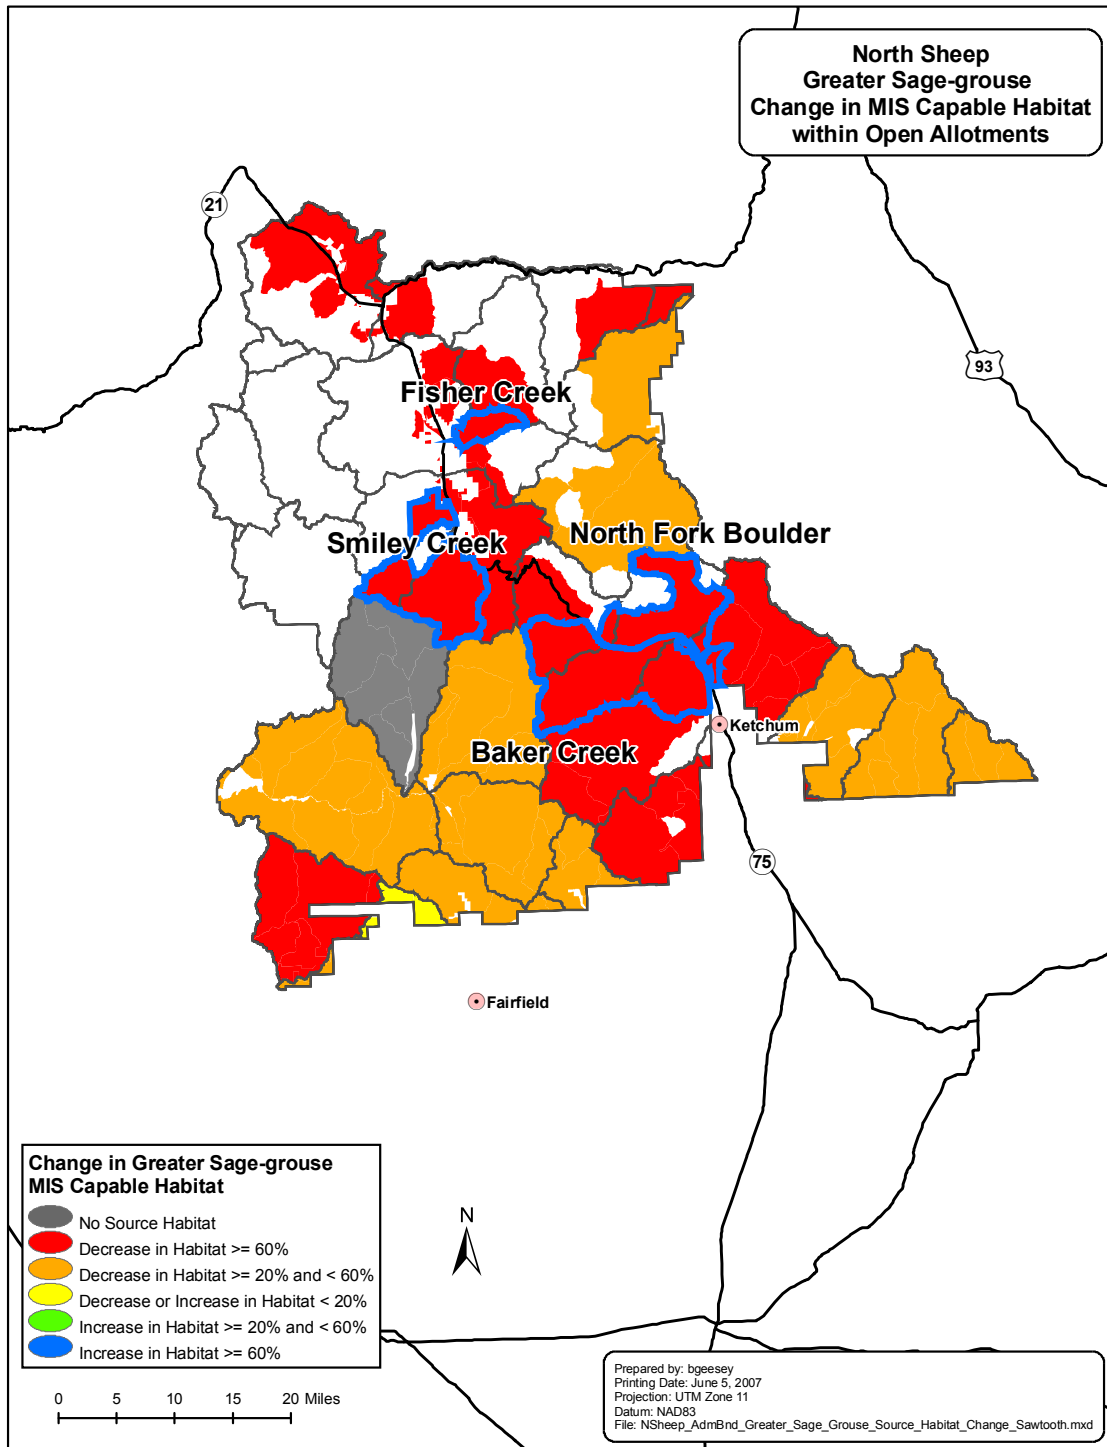 North Sheep
Greater Sage-grouse
Change in MIS Capable Habitat
within Open Allotments
21
93
Fisher Creek
North Fork Boulder
Smiley Creek
Ketchum
Baker Creek
75
Fairfield
Change in Greater Sage-grouse
MIS Capable Habitat
No Source Habitat
Decrease in Habitat >= 60%
Decrease in Habitat >= 20% and < 60%
Decrease or Increase in Habitat < 20%
Increase in Habitat >= 20% and < 60%
Increase in Habitat >= 60%
N
0 5 10 15 20 Miles
Prepared by: bgeesey
Printing Date: June 5, 2007
Projection: UTM Zone 11
Datum: NAD83
File: NSheep_AdmBnd_Greater_Sage_Grouse_Source_Habitat_Change_Sawtooth.mxd